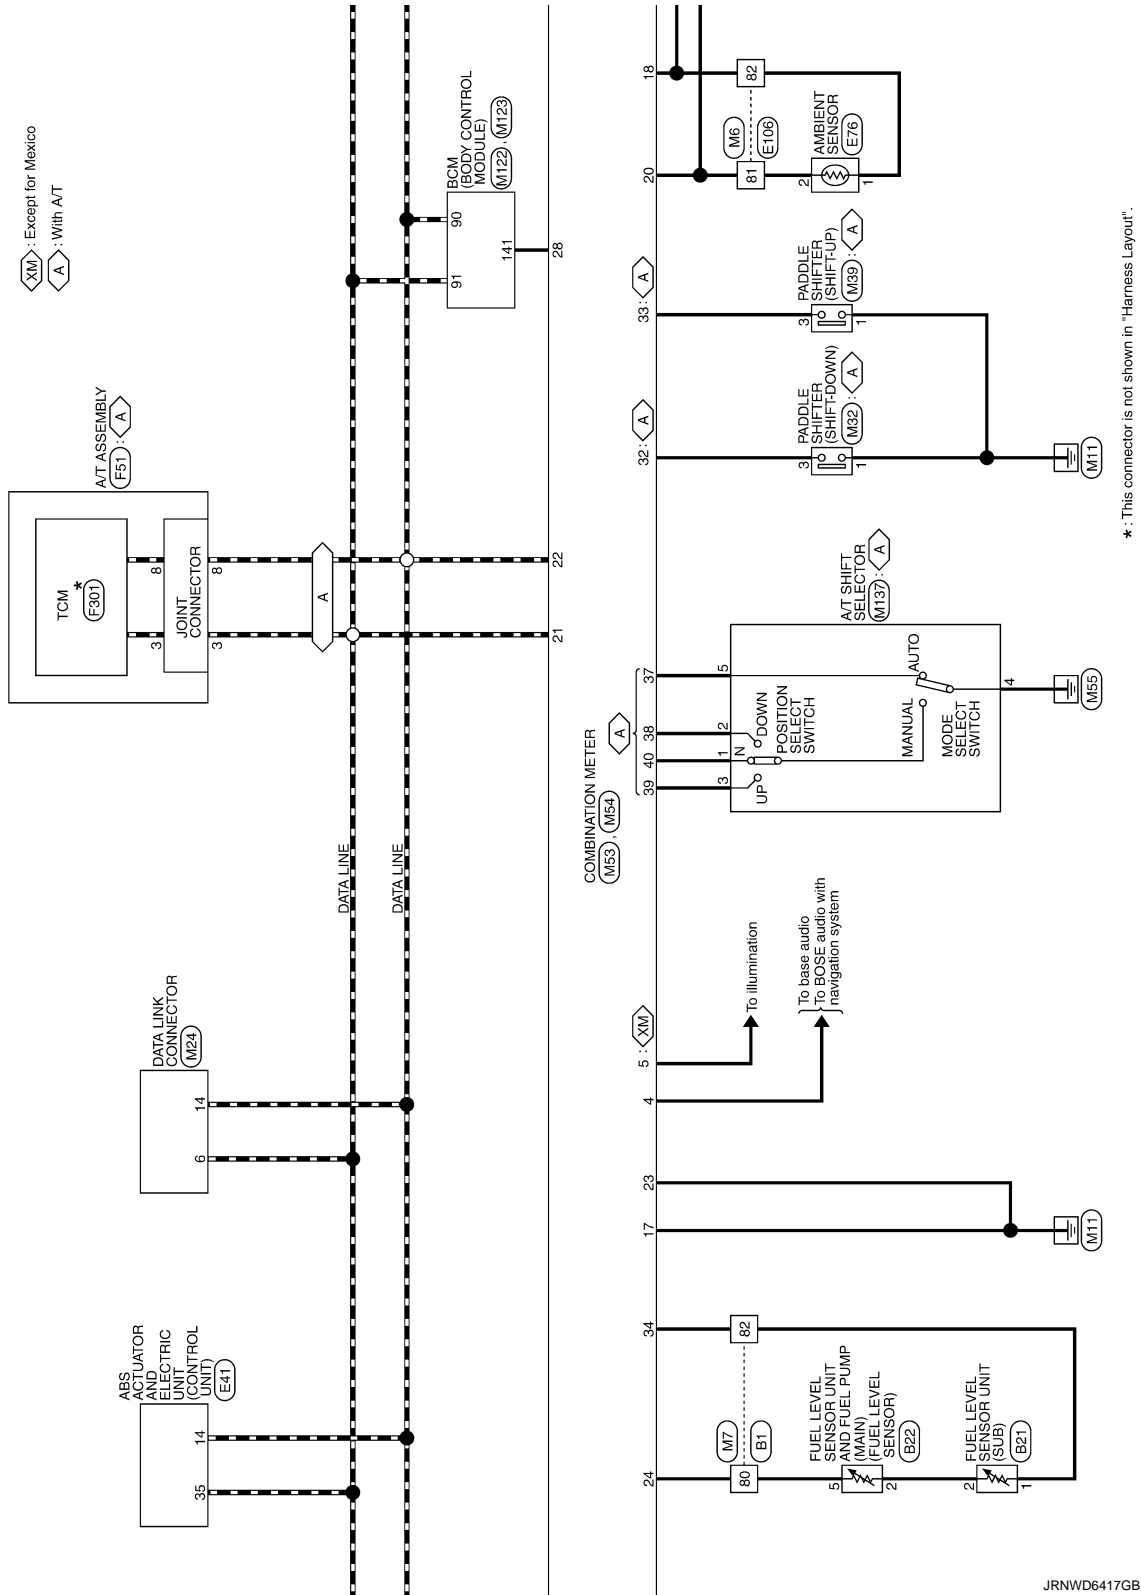 ABS
ACTUATOR
AND
ELECTRIC
UNIT
(CONTROL
UNIT)
E41
35
14
DATA LINK
CONNECTOR
M24
6
14
DATA LINE
DATA LINE
A/T ASSEMBLY
F51 : A
TCM
*
F301
3
8
JOINT
CONNECTOR
3
8
A
21
22
XM : Except for Mexico
A : With A/T
BCM
(BODY CONTROL
MODULE)
M122 , M123
91
90
141
28
COMBINATION METER
M53 , M54
24
34
M7
B1
80
82
FUEL LEVEL
SENSOR UNIT
AND FUEL PUMP
(MAIN)
(FUEL LEVEL
SENSOR)
B22
5
2
FUEL LEVEL
SENSOR UNIT
(SUB)
B21
2
1
17
23
M11
4
5 : XM
To illumination
To base audio
To BOSE audio with
navigation system
A
39
40
38
37
3
1
2
5
UP
N
DOWN
POSITION
SELECT
SWITCH
MANUAL
AUTO
MODE
SELECT
SWITCH
A/T SHIFT
SELECTOR
M137 : A
4
M55
32 : A
33 : A
PADDLE
SHIFTER
(SHIFT-DOWN)
M32 : A
3
1
PADDLE
SHIFTER
(SHIFT-UP)
M39 : A
3
1
M11
20
18
M6
E106
81
82
AMBIENT
SENSOR
E76
2
1
* : This connector is not shown in "Harness Layout".
JRNWD6417GB